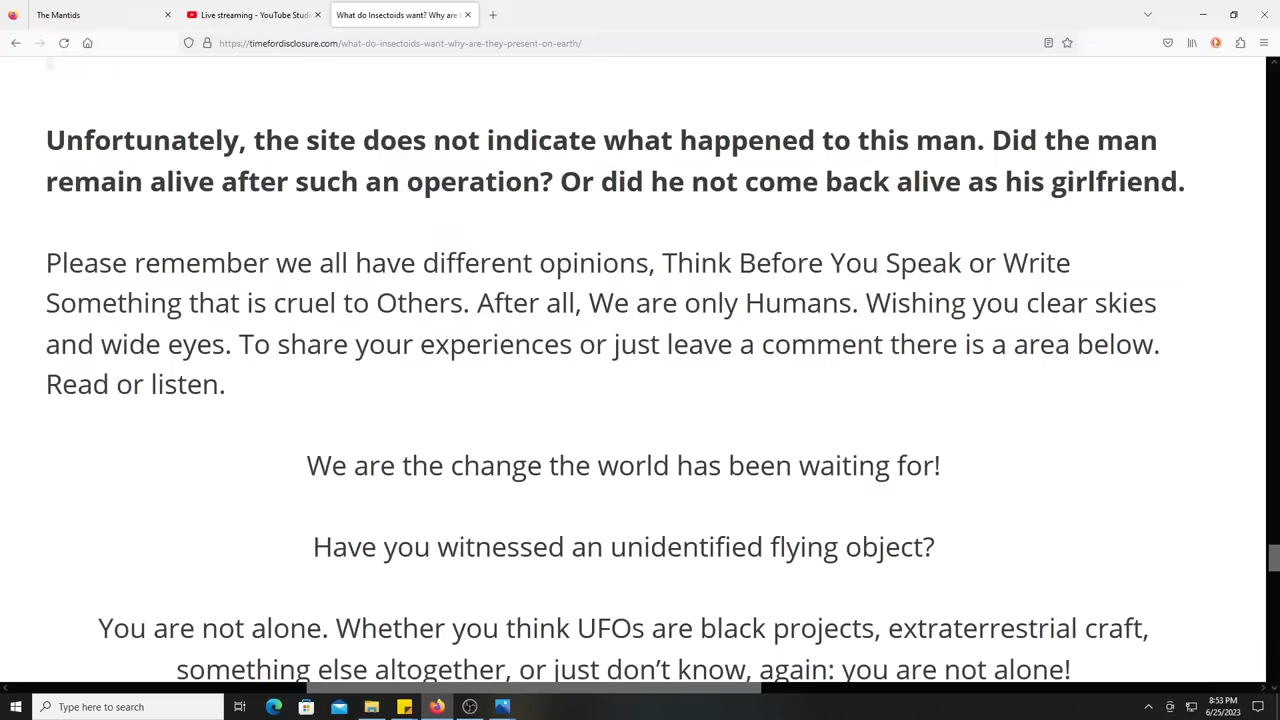 The Mantids
Live streaming - YouTube Studi
What do Insectoids want? Why are
https://timefordisclosure.com/what-do-insectoids-want-why-are-they-present-on-earth/
Unfortunately, the site does not indicate what happened to this man. Did the man
remain alive after such an operation? Or did he not come back alive as his girlfriend.
Please remember we all have different opinions, Think Before You Speak or Write
Something that is cruel to Others. After all, We are only Humans. Wishing you clear skies
and wide eyes. To share your experiences or just leave a comment there is a area below.
Read or listen.
We are the change the world has been waiting for!
Have you witnessed an unidentified flying object?
You are not alone. Whether you think UFOs are black projects, extraterrestrial craft,
something else altogether, or just don’t know, again: you are not alone!
Type here to search
8:53 PM
6/25/2023